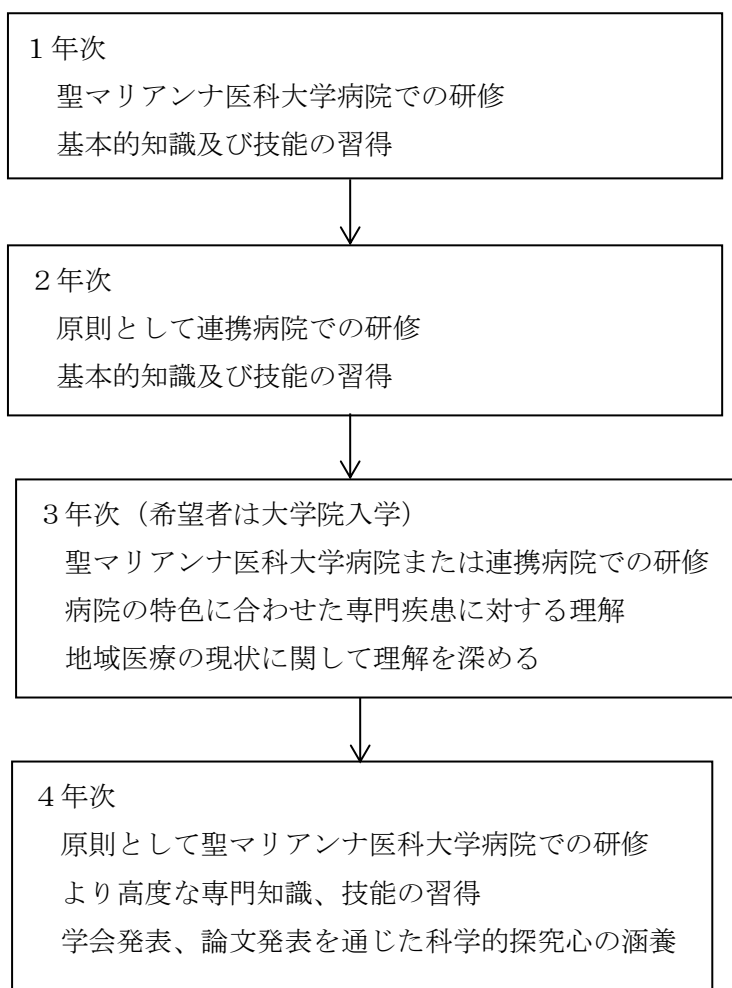 １年次
聖マリアンナ医科大学病院での研修
基本的知識及び技能の習得
２年次
原則として連携病院での研修
基本的知識及び技能の習得
３年次（希望者は大学院入学）
聖マリアンナ医科大学病院または連携病院での研修
病院の特色に合わせた専門疾患に対する理解
地域医療の現状に関して理解を深める
４年次
原則として聖マリアンナ医科大学病院での研修
より高度な専門知識、技能の習得
学会発表、論文発表を通じた科学的探究心の涵養